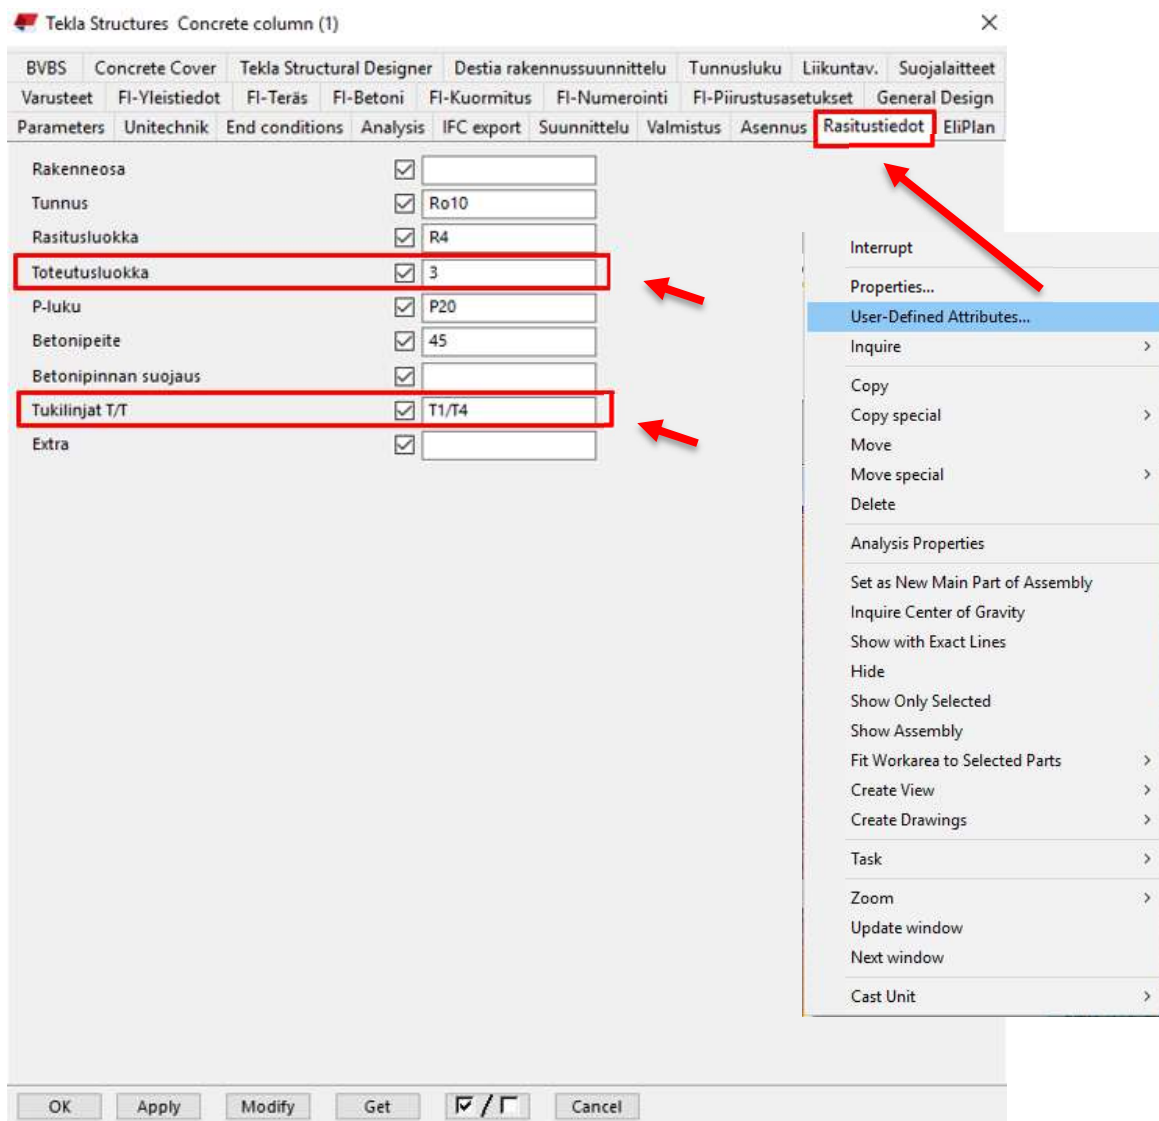 Tekla Structures Concrete column (1)
BVBS Concrete Cover Tekla Structural Designer Destia rakennussuunnittelu Tunnusluku Liikuntav. Suojalaitteet
Varusteet FI-Yleistiedot FI-Teräs FI-Betoni FI-Kuormitus FI-Numerointi FI-Piirustusasetukset General Design
Parameters Unitechnik End conditions Analysis IFC export Suunnittelu Valmistus Asennus Rasitustiedot EliPlan
Rakenneosa
Tunnus Ro10
Rasitusluokka R4
Toteutusluokka 3
P-luku P20
Betonipeite 45
Betonipinnan suojaus
Tukilinjat T/T T1/T4
Extra
Interrupt
Properties...
User-Defined Attributes...
Inquire
Copy
Copy special
Move
Move special
Delete
Analysis Properties
Set as New Main Part of Assembly
Inquire Center of Gravity
Show with Exact Lines
Hide
Show Only Selected
Show Assembly
Fit Workarea to Selected Parts
Create View
Create Drawings
Task
Zoom
Update window
Next window
Cast Unit
OK Apply Modify Get / Cancel